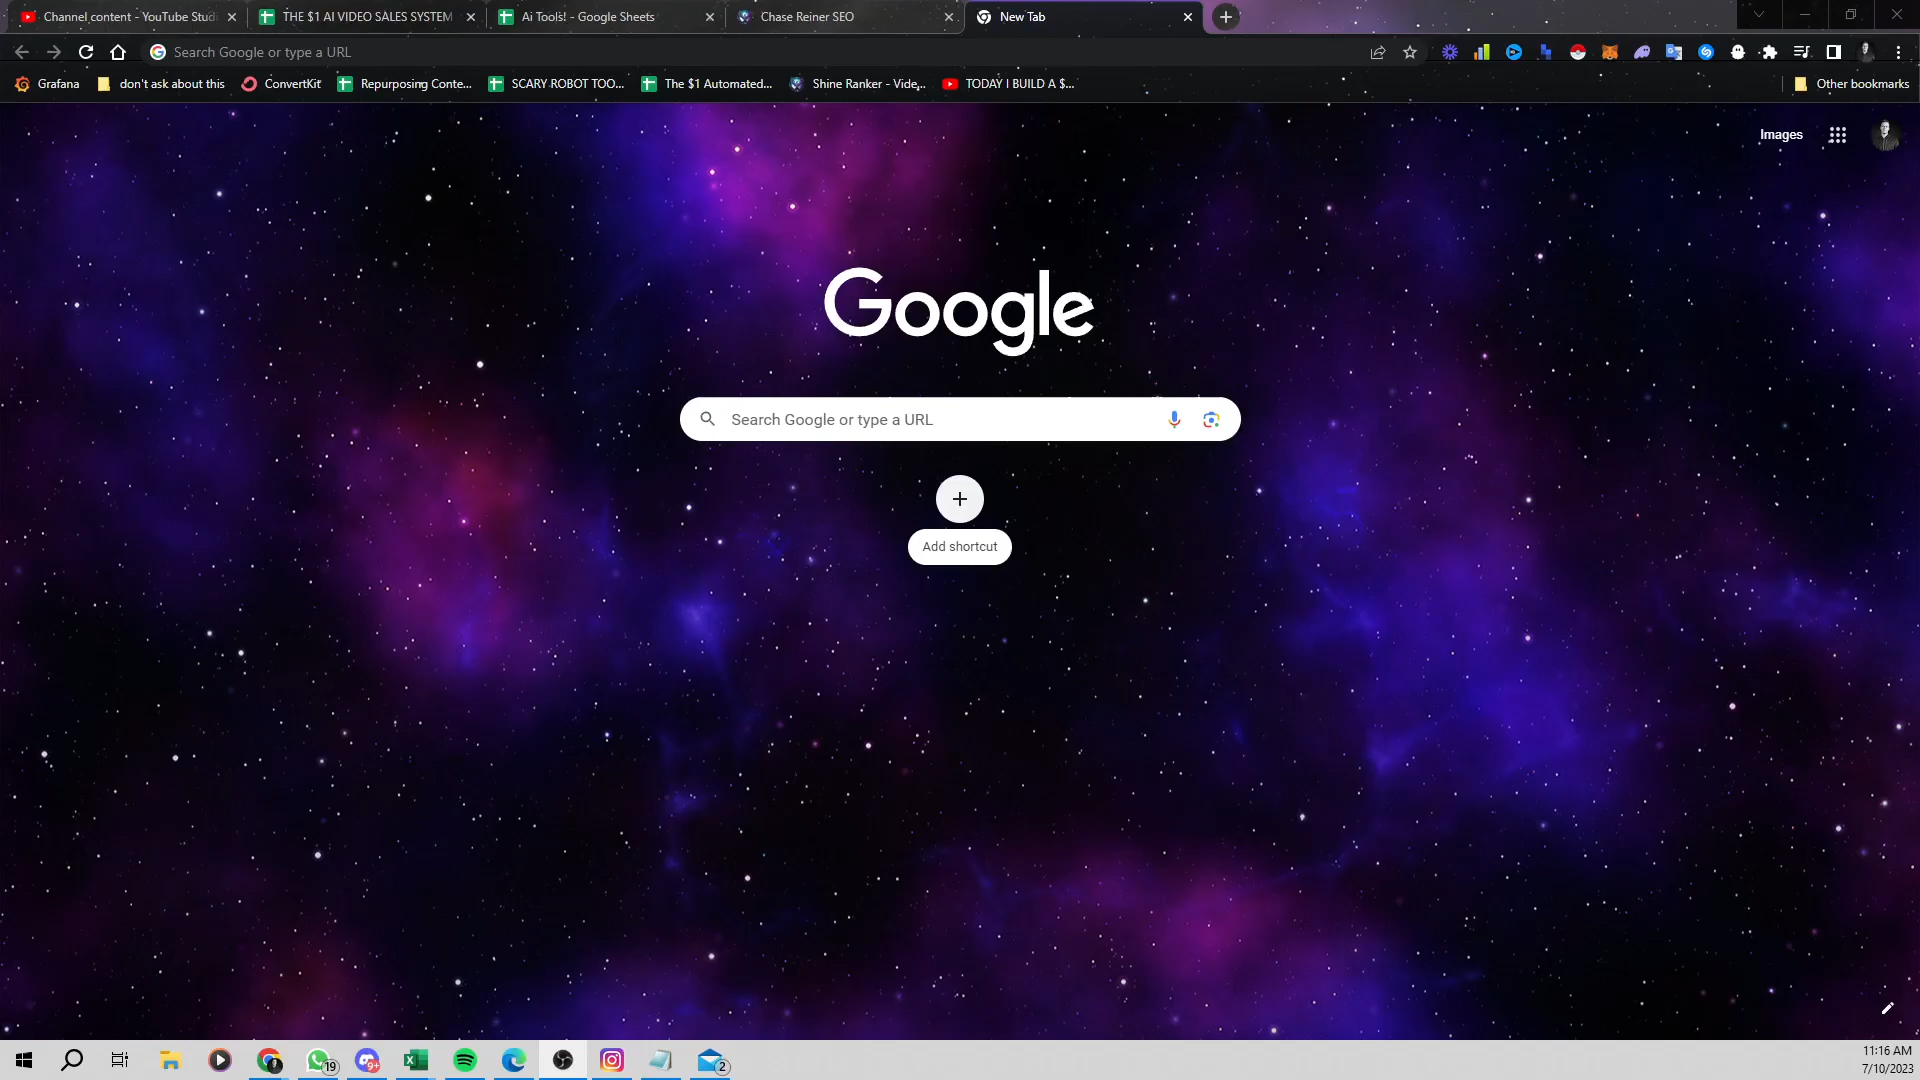 Channel content - YouTube Studi
THE $1 AI VIDEO SALES SYSTEM
Ai Tools! - Google Sheets
Chase Reiner SEO
New Tab
Search Google or type a URL
Grafana
don't ask about this
ConvertKit
Repurposing Conte...
SCARY ROBOT TOO...
The $1 Automated...
Shine Ranker - Vide...
TODAY I BUILD A $...
Other bookmarks
Images
Google
Search Google or type a URL
Add shortcut
19
9+
2
11:16 AM
7/10/2023